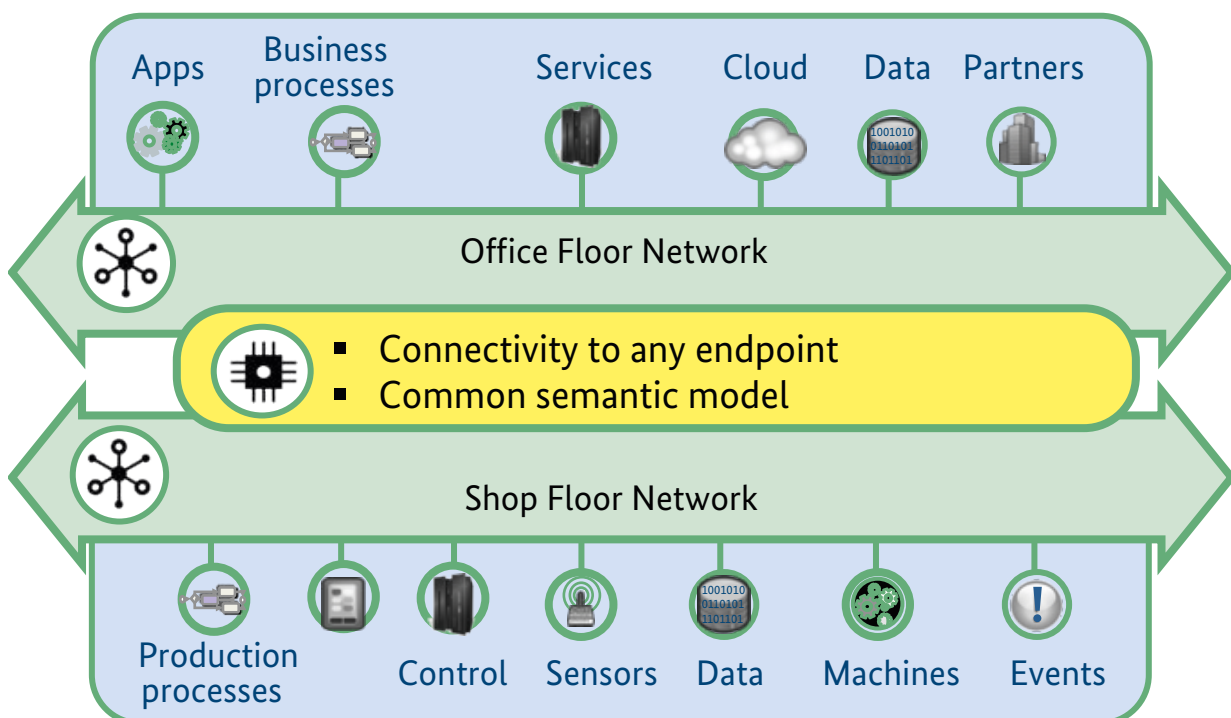 Apps
Business
processes
Services
Cloud
Data
Partners
1001010
0110101
1101101
Office Floor Network
▪ Connectivity to any endpoint
▪ Common semantic model
Shop Floor Network
1001010
0110101
1101101
Production
processes
Control
Sensors
Data
Machines
Events